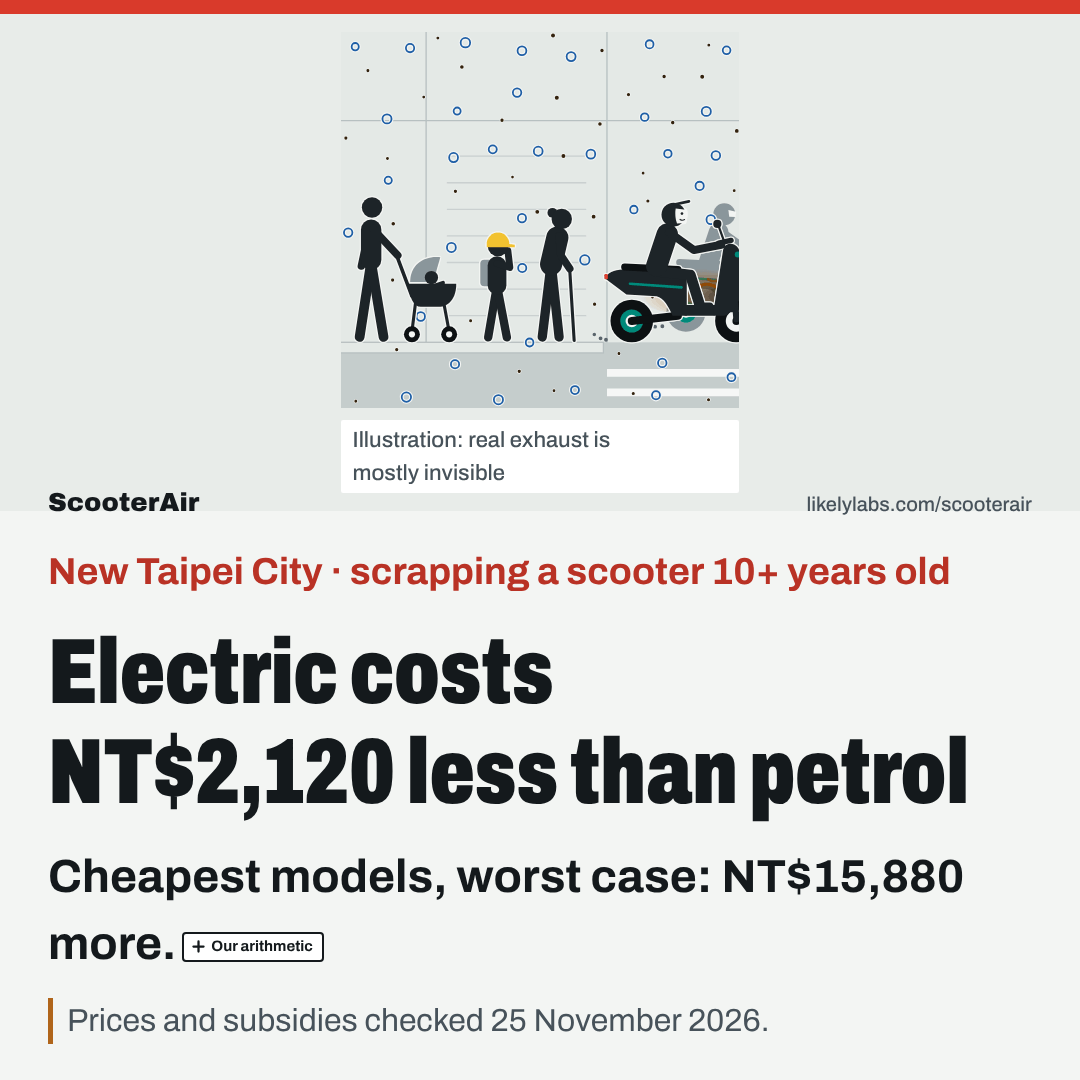 Illustration: real exhaust is
mostly invisible
ScooterAir
likelylabs.com/scooterair
New Taipei City · scrapping a scooter 10+ years old
Electric costs
NT$2,120 less than petrol
Cheapest models, worst case: NT$15,880
more. + Our arithmetic
Prices and subsidies checked 25 November 2026.